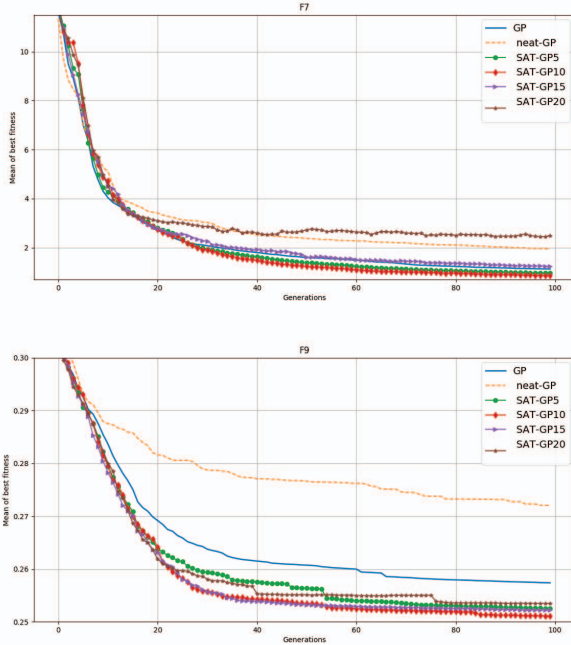 F7
10
8
6
4
2
Mean of best fitness
GP
neat-GP
SAT-GP5
SAT-GP10
SAT-GP15
SAT-GP20
0
20
40
60
80
100
Generations
F9
0.30
0.29
0.28
0.27
0.26
0.25
Mean of best fitness
GP
neat-GP
SAT-GP5
SAT-GP10
SAT-GP15
SAT-GP20
0
20
40
60
80
100
Generations